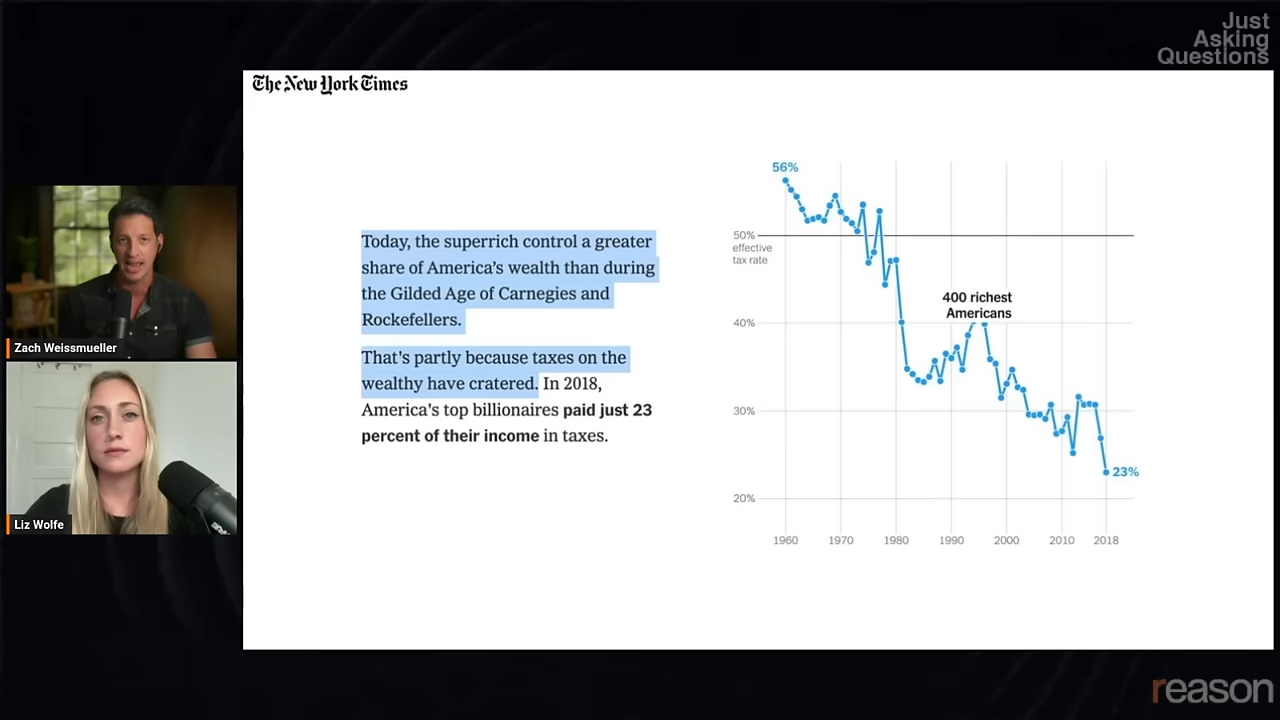 Just
Asking
Questions
The New York Times
Today, the superrich control a greater
share of America's wealth than during
the Gilded Age of Carnegies and
Rockefellers.
That's partly because taxes on the
wealthy have cratered. In 2018,
America's top billionaires paid just 23
percent of their income in taxes.
56%
50%
effective
tax rate
400 richest
Americans
40%
30%
23%
20%
1960
1970
1980
1990
2000
2010
2018
Zach Weissmueller
Liz Wolfe
reason